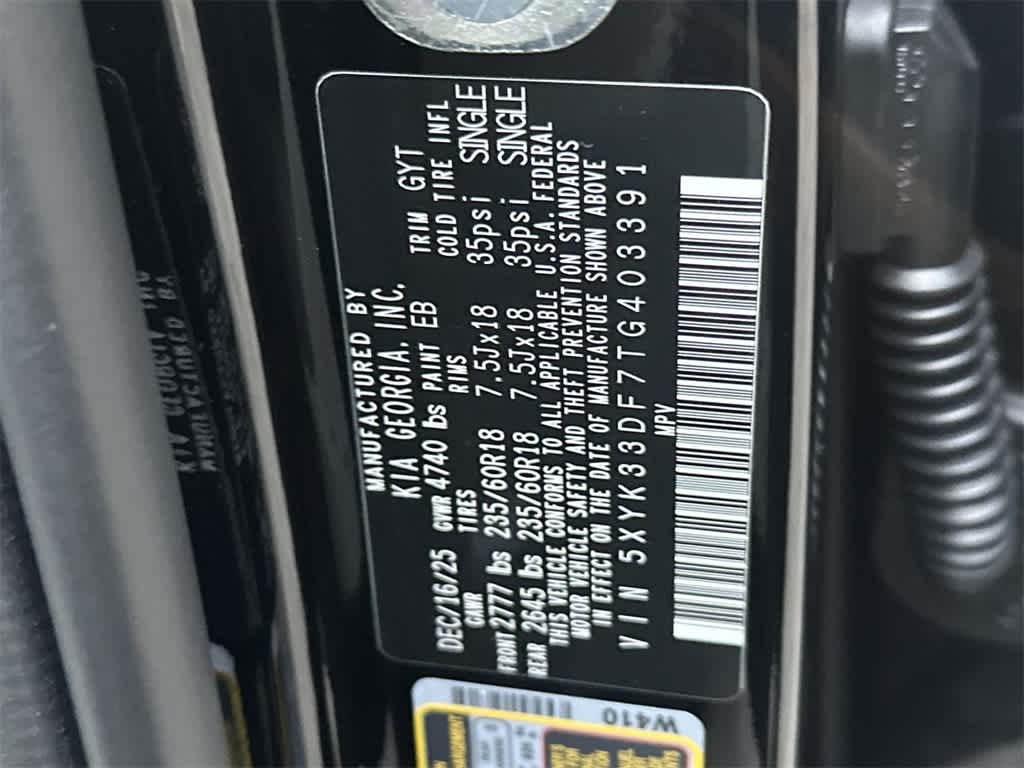 MANUFACTURED BY
KIA GEORGIA, INC.
DEC/16/25 GVWR 4740 bs PAINT EB TRIM GYT
GAWR TIRES RIMS COLD TIRE INFL
FRONT 2777 bs 235/60R18 7.5Jx18 35psi SINGLE
REAR 2645 bs 235/60R18 7.5Jx18 35psi SINGLE
THIS VEHICLE CONFORMS TO ALL APPLICABLE U.S.A. FEDERAL
MOTOR VEHICLE SAFETY AND THEFT PREVENTION STANDARDS
IN EFFECT ON THE DATE OF MANUFACTURE SHOWN ABOVE
VIN 5XYK33DF7TG403391
MPV
W410